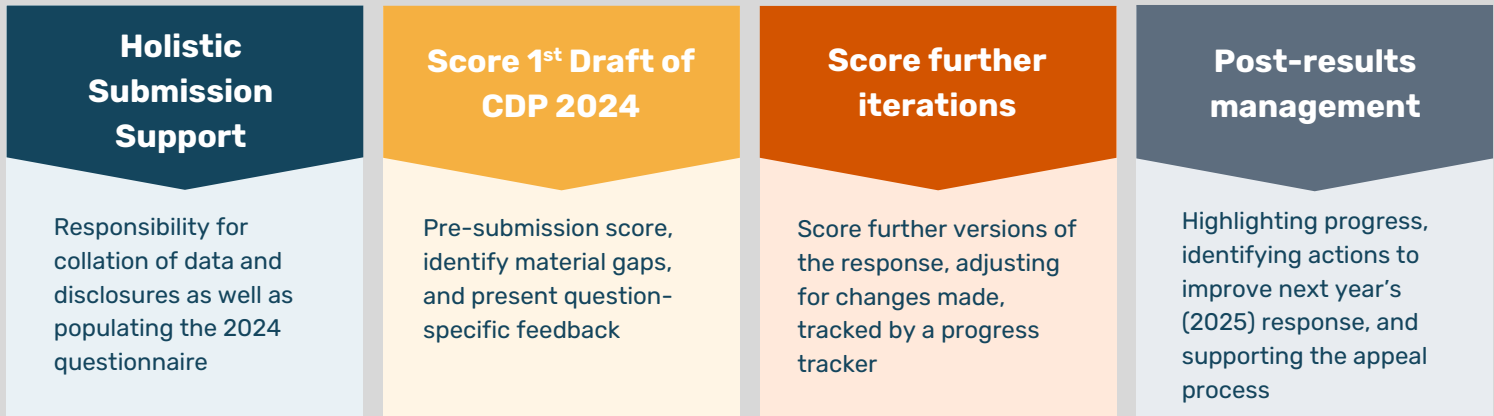 Holistic
Submission
Support
Responsibility for
collation of data and
disclosures as well as
populating the 2024
questionnaire
Score 1st Draft of
CDP 2024
Pre-submission score,
identify material gaps,
and present question-
specific feedback
Score further
iterations
Score further versions of
the response, adjusting
for changes made,
tracked by a progress
tracker
Post-results
management
Highlighting progress,
identifying actions to
improve next year’s
(2025) response, and
supporting the appeal
process